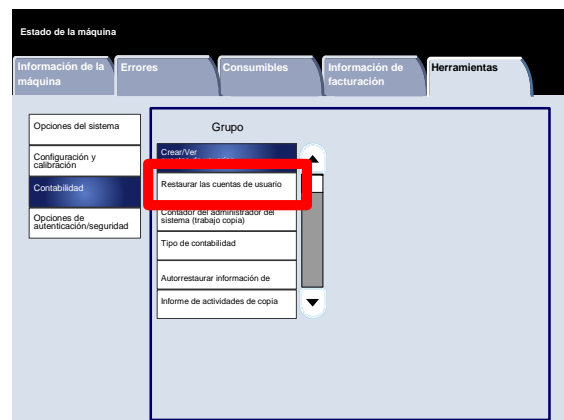 Estado de la máquina
Información de la
máquina
Errores
Consumibles
Información de
facturación
Herramientas
Opciones del sistema
Configuración y
calibración
Contabilidad
Opciones de
autenticación/seguridad
Grupo
Crear/Ver
Restaurar las cuentas de usuario
Contador del administrador del
sistema (trabajo copia)
Tipo de contabilidad
Autorrestaurar información de
Informe de actividades de copia